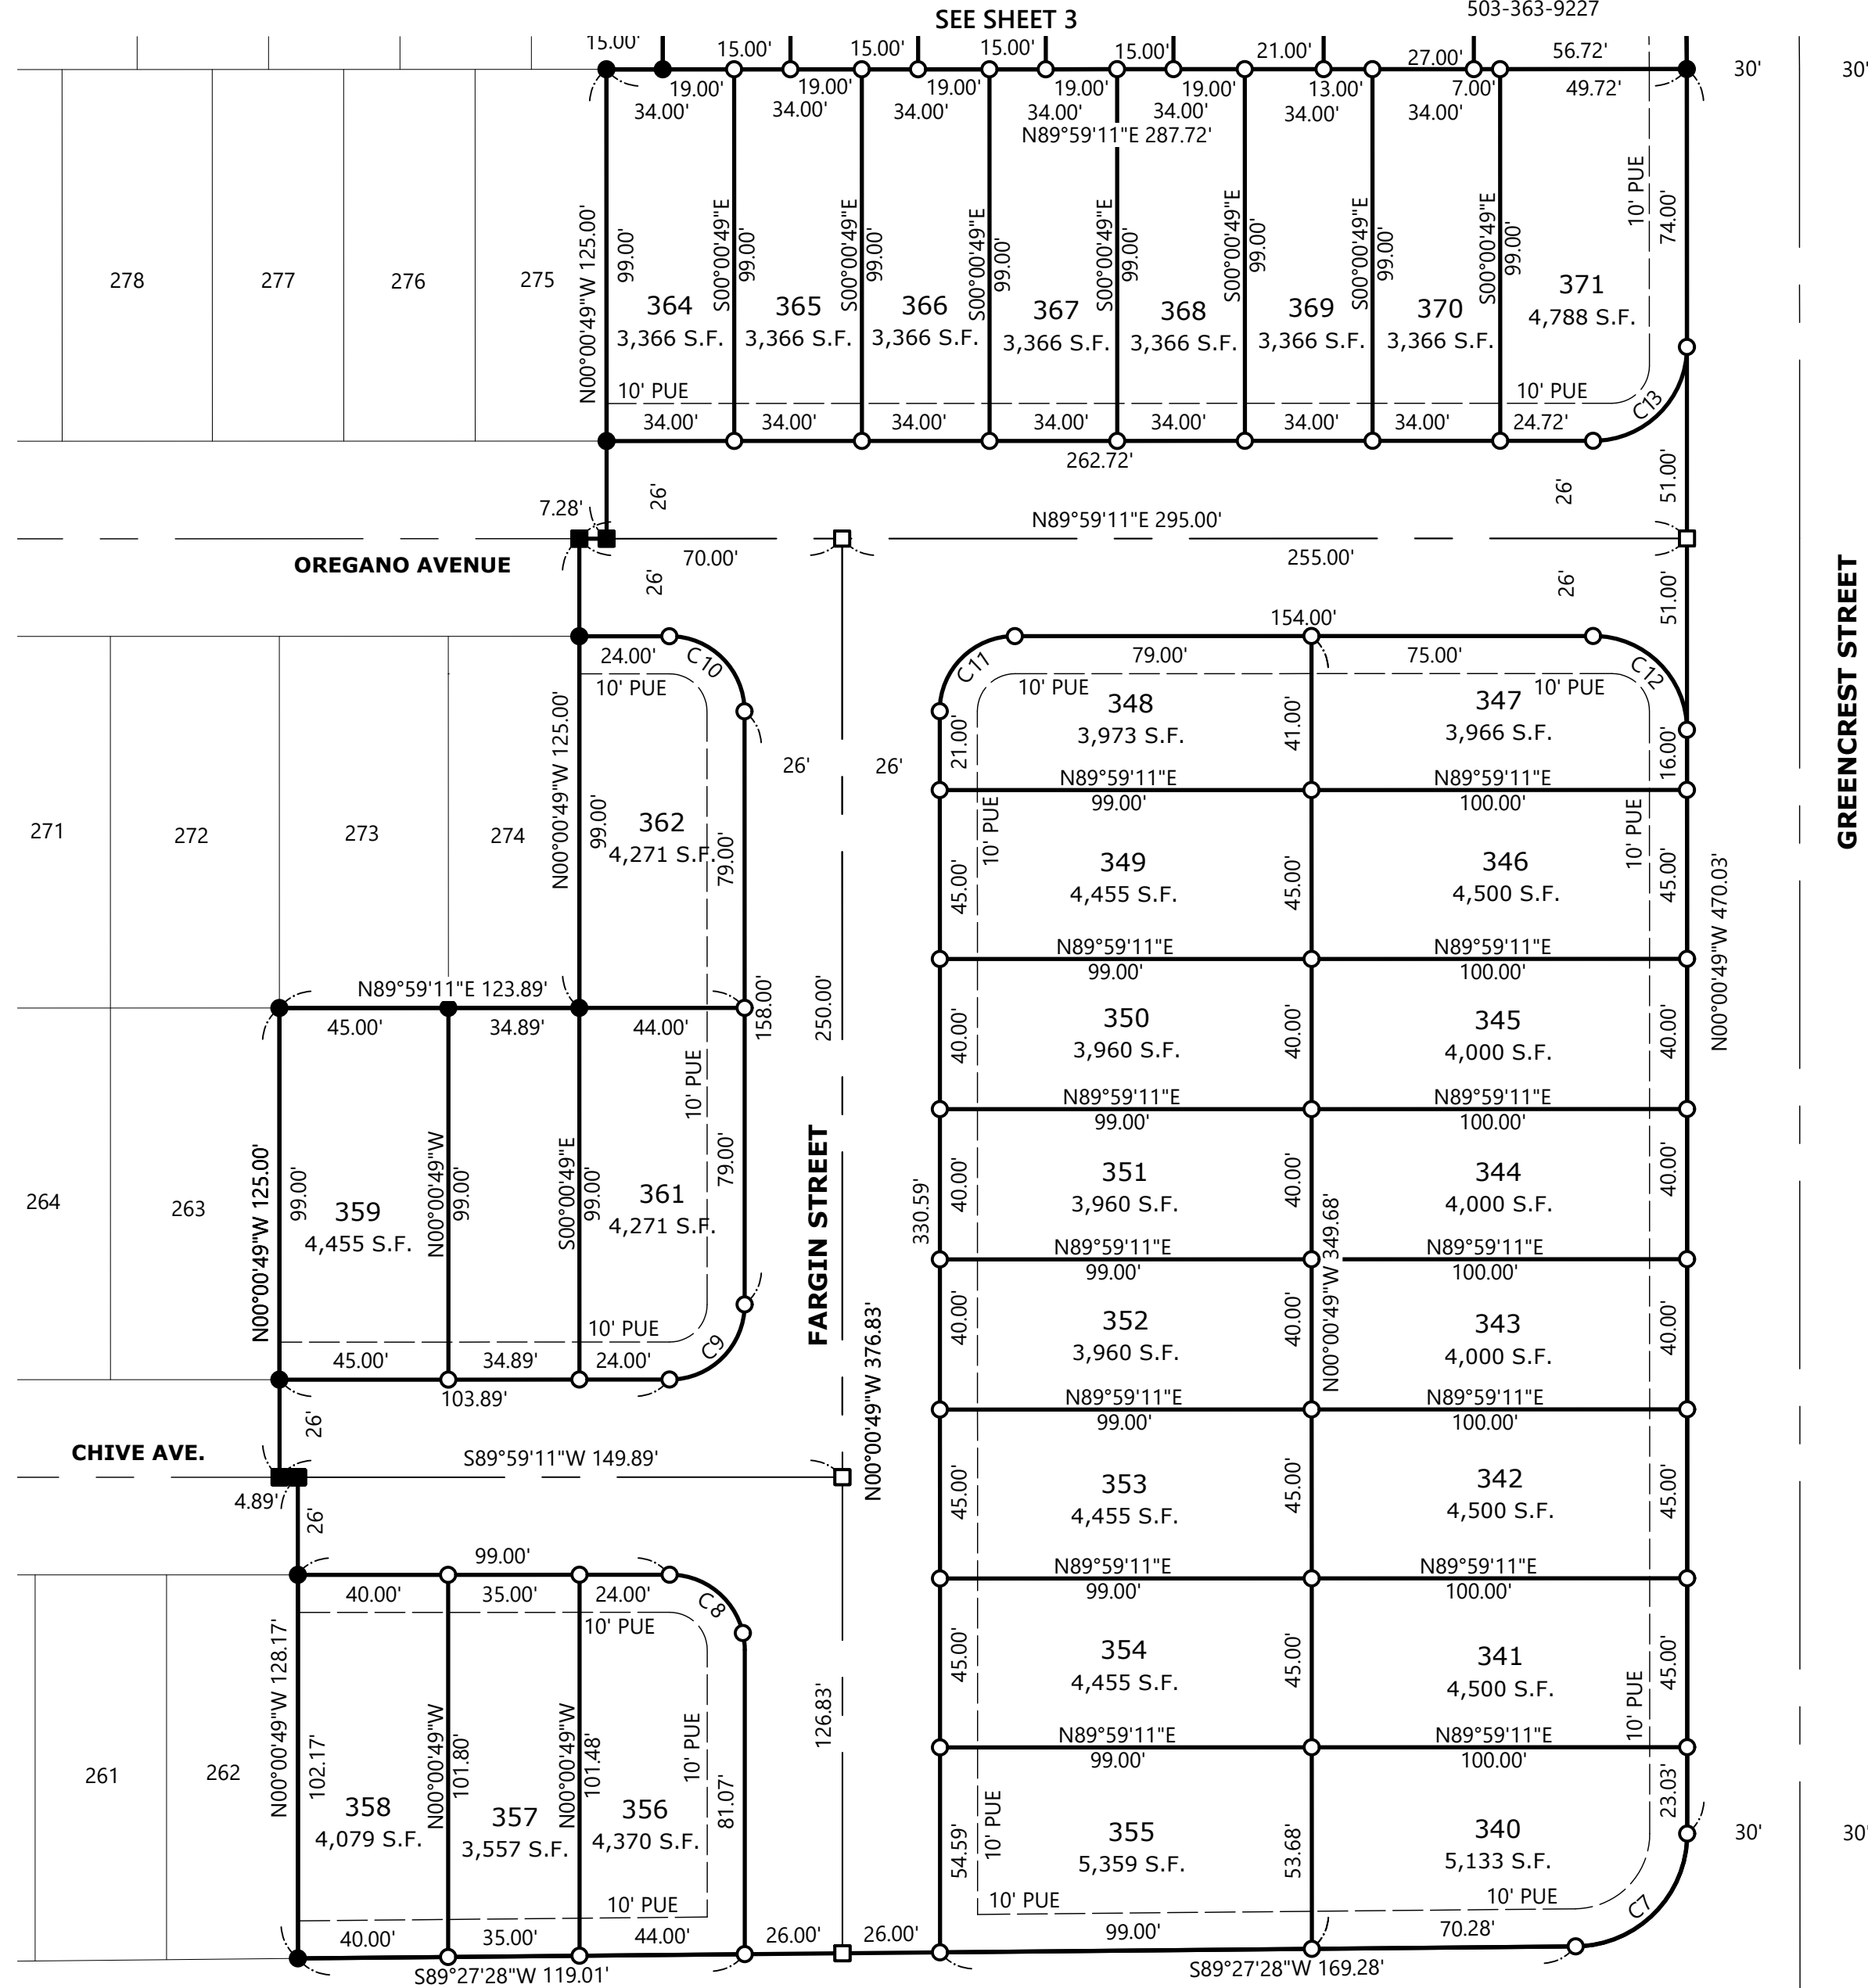 SEE SHEET 3
503-363-9227
15.00' 15.00' 15.00' 15.00' 15.00' 21.00' 27.00' 56.72'
30' 30'
19.00' 19.00' 19.00' 19.00' 19.00' 13.00' 7.00' 49.72'
34.00' 34.00' 34.00' 34.00' 34.00' 34.00' 34.00'
N89°59'11"E 287.72'
N00°00'49"W 125.00'
99.00'
S00°00'49"E
99.00'
S00°00'49"E
99.00'
S00°00'49"E
99.00'
S00°00'49"E
99.00'
S00°00'49"E
99.00'
S00°00'49"E
99.00'
S00°00'49"E
99.00'
10' PUE
74.00'
278 277 276 275
364
3,366 S.F.
365
3,366 S.F.
366
3,366 S.F.
367
3,366 S.F.
368
3,366 S.F.
369
3,366 S.F.
370
3,366 S.F.
371
4,788 S.F.
10' PUE 10' PUE
C13
34.00' 34.00' 34.00' 34.00' 34.00' 34.00' 34.00' 24.72'
262.72'
26' 26' 51.00'
7.28'
N89°59'11"E 295.00'
OREGANO AVENUE
70.00' 255.00'
26' 26' 51.00'
GREENCREST STREET
154.00'
24.00' C10 C11 79.00' 75.00' C12
10' PUE 10' PUE 10' PUE
348
3,973 S.F.
347
3,966 S.F.
21.00' 41.00' 16.00'
26' 26'
N89°59'11"E
99.00'
N89°59'11"E
100.00'
N00°00'49"W 125.00'
99.00'
362
4,271 S.F.
79.00'
10' PUE 10' PUE
271 272 273 274
349
4,455 S.F.
346
4,500 S.F.
45.00' 45.00' 45.00'
N00°00'49"W 470.03'
N89°59'11"E
99.00'
N89°59'11"E
100.00'
N89°59'11"E 123.89'
45.00' 34.89' 44.00'
158.00'
250.00'
350
3,960 S.F.
345
4,000 S.F.
40.00' 40.00' 40.00'
10' PUE
N89°59'11"E
99.00'
N89°59'11"E
100.00'
264 263
N00°00'49"W 125.00'
99.00'
359
4,455 S.F.
N00°00'49"W
99.00'
S00°00'49"E
99.00'
361
4,271 S.F.
79.00'
FARGIN STREET
330.59'
351
3,960 S.F.
344
4,000 S.F.
40.00' 40.00' 40.00'
N89°59'11"E
99.00'
N89°59'11"E
100.00'
N00°00'49"W 349.68'
352
3,960 S.F.
343
4,000 S.F.
40.00' 40.00' 40.00'
10' PUE
C9
45.00' 34.89' 24.00'
103.89'
N00°00'49"W 376.83'
N89°59'11"E
99.00'
N89°59'11"E
100.00'
26'
CHIVE AVE.
S89°59'11"W 149.89'
4.89'
26'
353
4,455 S.F.
342
4,500 S.F.
45.00' 45.00' 45.00'
99.00'
N89°59'11"E
99.00'
N89°59'11"E
100.00'
40.00' 35.00' 24.00' C8
10' PUE
354
4,455 S.F.
341
4,500 S.F.
45.00' 45.00' 45.00'
10' PUE
N00°00'49"W 128.17'
102.17'
N00°00'49"W
101.80'
N00°00'49"W
101.48'
10' PUE
81.07'
126.83'
N89°59'11"E
99.00'
N89°59'11"E
100.00'
261 262
358
4,079 S.F.
357
3,557 S.F.
356
4,370 S.F.
54.59'
10' PUE
355
5,359 S.F.
53.68'
340
5,133 S.F.
23.03'
30' 30'
10' PUE 10' PUE 10' PUE
C7
40.00' 35.00' 44.00' 26.00' 26.00' 99.00' 70.28'
S89°27'28"W 119.01'
S89°27'28"W 169.28'